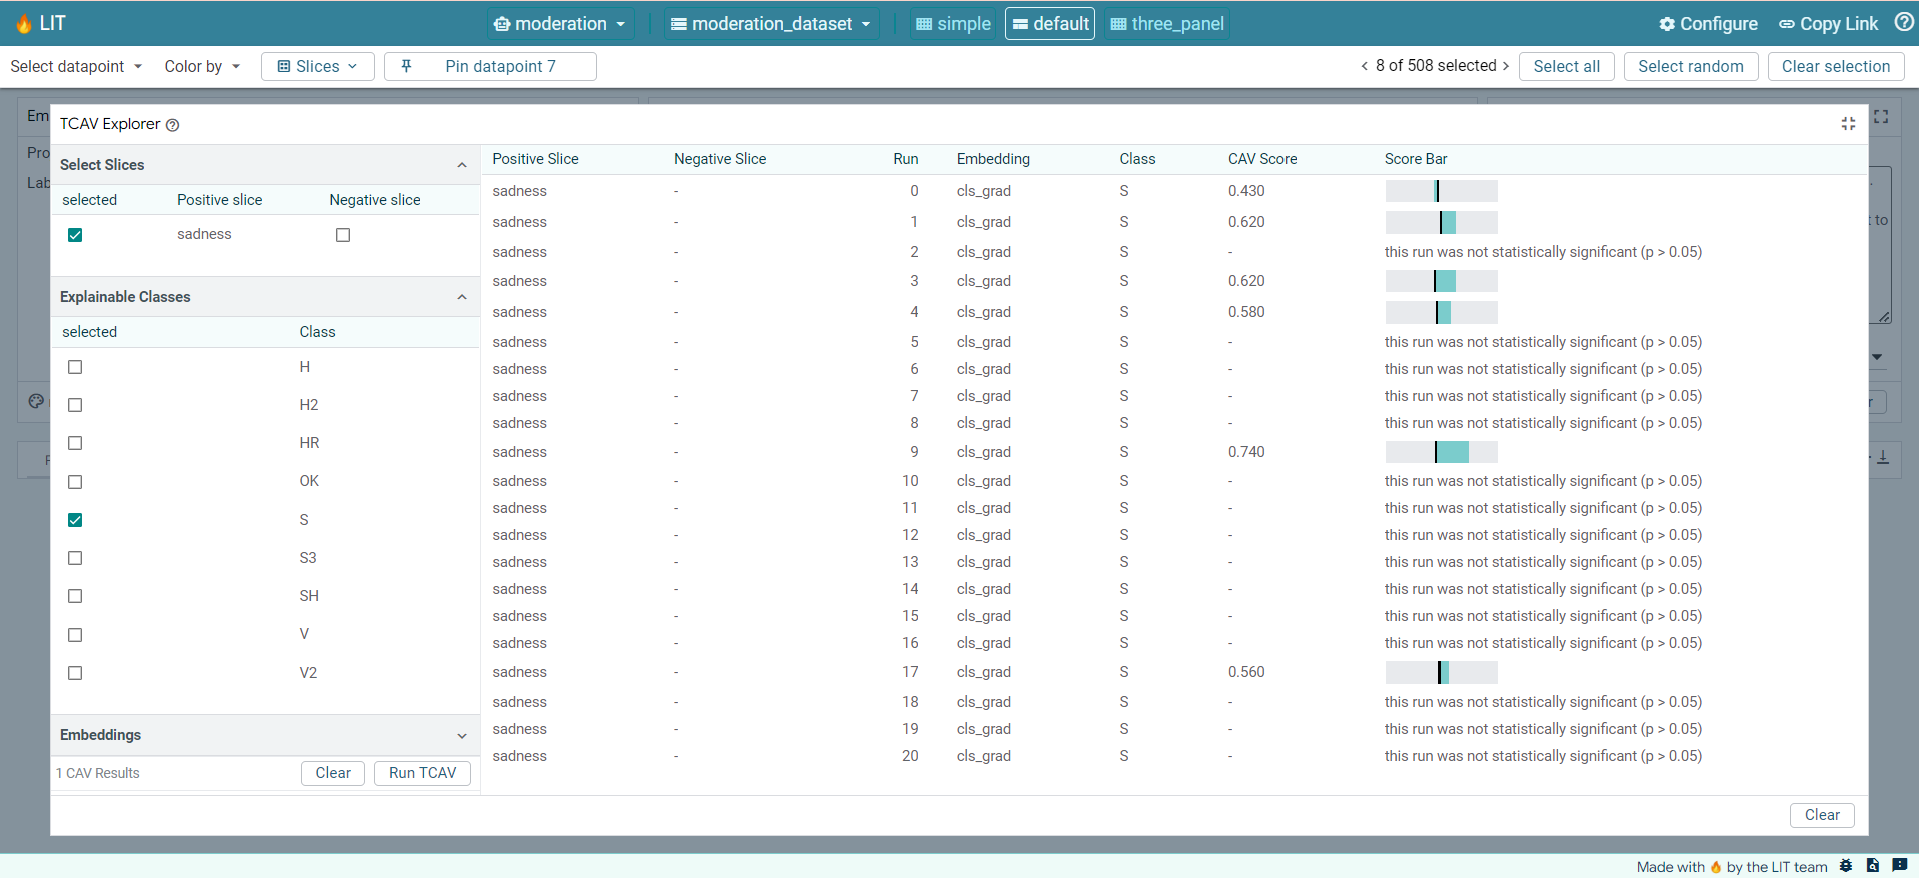 LIT
moderation
moderation_dataset
simple
default
three_panel
Configure
Copy Link
Select datapoint
Color by
Slices
Pin datapoint 7
8 of 508 selected
Select all
Select random
Clear selection
TCAV Explorer
Select Slices
selected Positive slice Negative slice
sadness
Explainable Classes
selected Class
H
H2
HR
OK
S
S3
SH
V
V2
Embeddings
1 CAV Results
Clear
Run TCAV
Positive Slice Negative Slice Run Embedding Class CAV Score Score Bar
sadness - 0 cls_grad S 0.430
sadness - 1 cls_grad S 0.620
sadness - 2 cls_grad S - this run was not statistically significant (p > 0.05)
sadness - 3 cls_grad S 0.620
sadness - 4 cls_grad S 0.580
sadness - 5 cls_grad S - this run was not statistically significant (p > 0.05)
sadness - 6 cls_grad S - this run was not statistically significant (p > 0.05)
sadness - 7 cls_grad S - this run was not statistically significant (p > 0.05)
sadness - 8 cls_grad S - this run was not statistically significant (p > 0.05)
sadness - 9 cls_grad S 0.740
sadness - 10 cls_grad S - this run was not statistically significant (p > 0.05)
sadness - 11 cls_grad S - this run was not statistically significant (p > 0.05)
sadness - 12 cls_grad S - this run was not statistically significant (p > 0.05)
sadness - 13 cls_grad S - this run was not statistically significant (p > 0.05)
sadness - 14 cls_grad S - this run was not statistically significant (p > 0.05)
sadness - 15 cls_grad S - this run was not statistically significant (p > 0.05)
sadness - 16 cls_grad S - this run was not statistically significant (p > 0.05)
sadness - 17 cls_grad S 0.560
sadness - 18 cls_grad S - this run was not statistically significant (p > 0.05)
sadness - 19 cls_grad S - this run was not statistically significant (p > 0.05)
sadness - 20 cls_grad S - this run was not statistically significant (p > 0.05)
Clear
Em
Pro
Lab
to
Made with 🔥 by the LIT team